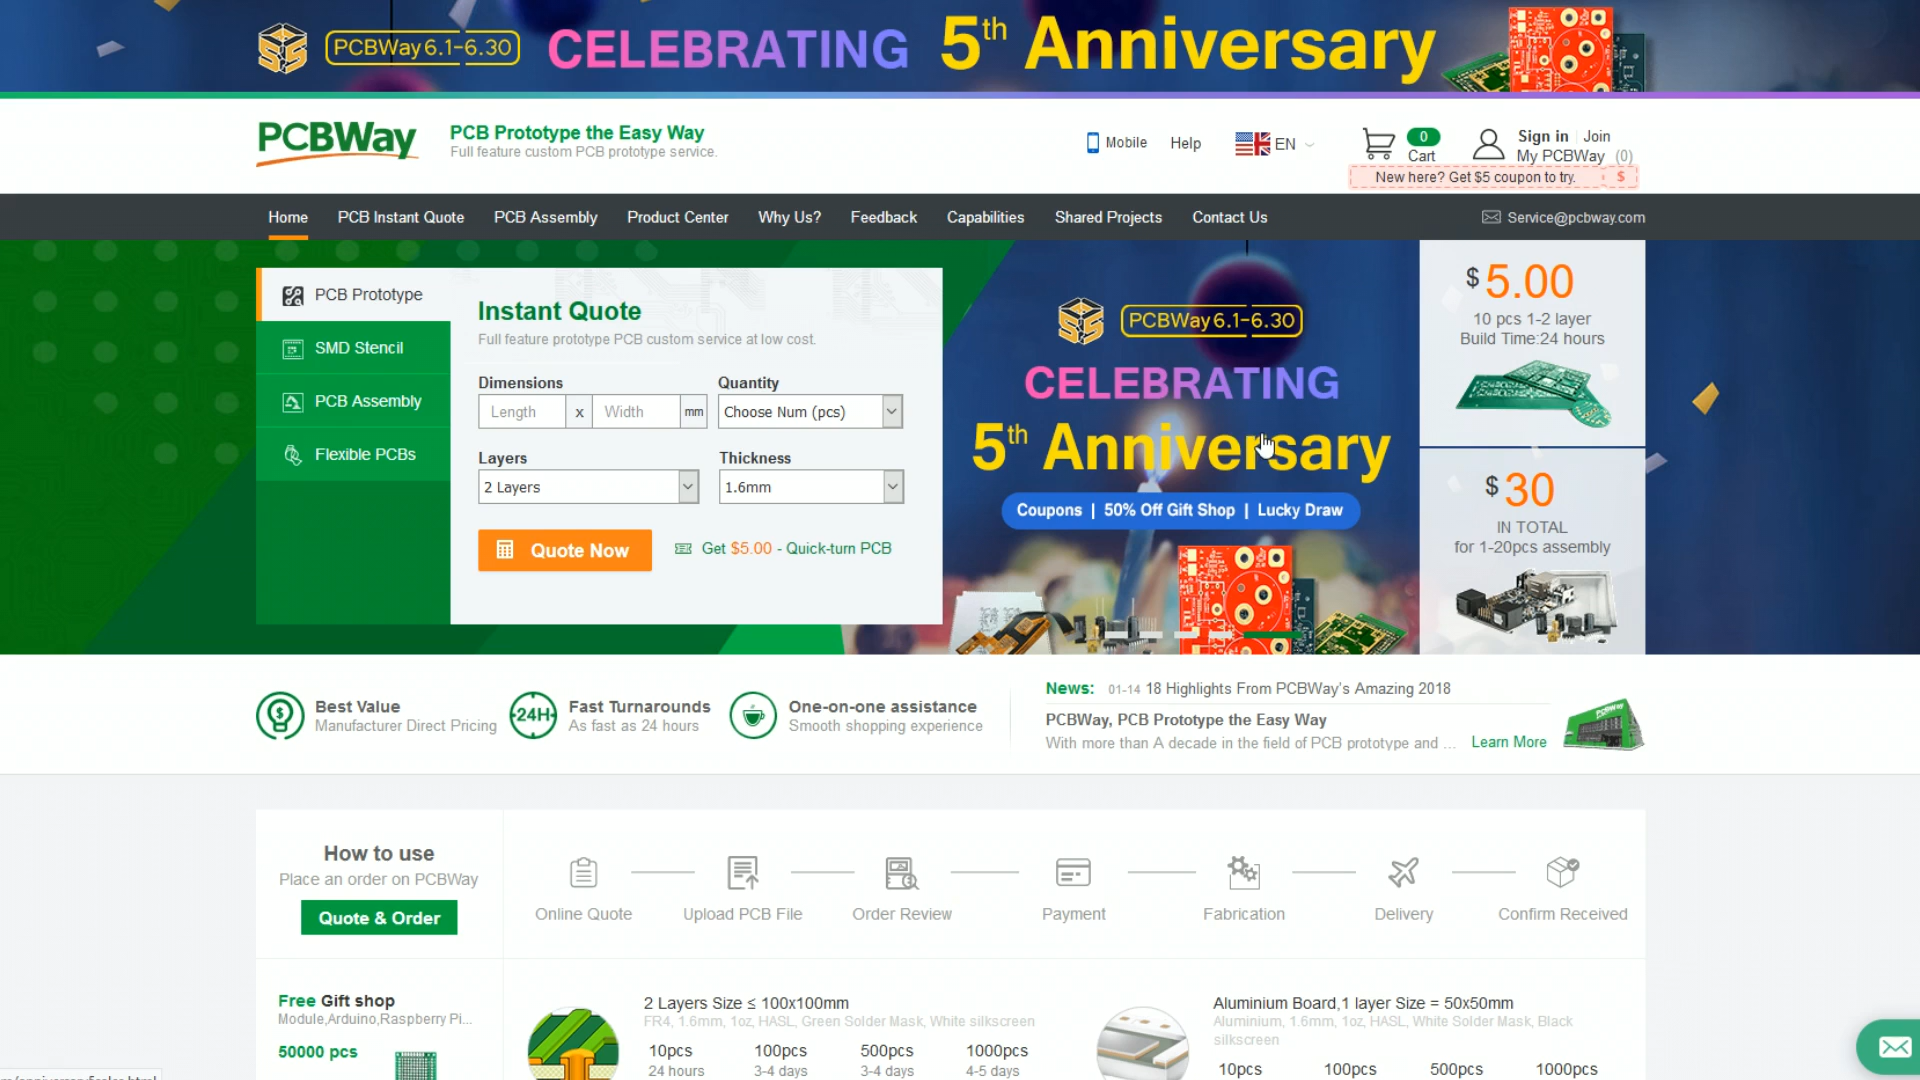 PCBWay 6.1-6.30 CELEBRATING 5th Anniversary
PCBWay
PCB Prototype the Easy Way
Full feature custom PCB prototype service.
Mobile Help EN 0 Cart Sign in Join
My PCBWay (0)
New here? Get $5 coupon to try. $
Home PCB Instant Quote PCB Assembly Product Center Why Us? Feedback Capabilities Shared Projects Contact Us Service@pcbway.com
PCB Prototype
SMD Stencil
PCB Assembly
Flexible PCBs
Instant Quote
Full feature prototype PCB custom service at low cost.
Dimensions Quantity
Length x Width mm Choose Num (pcs)
Layers Thickness
2 Layers 1.6mm
Quote Now Get $5.00 - Quick-turn PCB
PCBWay 6.1-6.30
CELEBRATING
5th Anniversary
Coupons | 50% Off Gift Shop | Lucky Draw
$ 5.00
10 pcs 1-2 layer
Build Time:24 hours
$ 30
IN TOTAL
for 1-20pcs assembly
Best Value
Manufacturer Direct Pricing
24H
Fast Turnarounds
As fast as 24 hours
One-on-one assistance
Smooth shopping experience
News: 01-14 18 Highlights From PCBWay's Amazing 2018
PCBWay, PCB Prototype the Easy Way
With more than A decade in the field of PCB prototype and ... Learn More
How to use
Place an order on PCBWay
Quote & Order
Online Quote Upload PCB File Order Review Payment Fabrication Delivery Confirm Received
Free Gift shop
Module,Arduino,Raspberry Pi...
50000 pcs
2 Layers Size ≤ 100x100mm
FR4, 1.6mm, 1oz, HASL, Green Solder Mask, White silkscreen
10pcs 100pcs 500pcs 1000pcs
24 hours 3-4 days 3-4 days 4-5 days
Aluminium Board,1 layer Size = 50x50mm
Aluminium, 1.6mm, 1oz, HASL, White Solder Mask, Black
silkscreen
10pcs 100pcs 500pcs 1000pcs